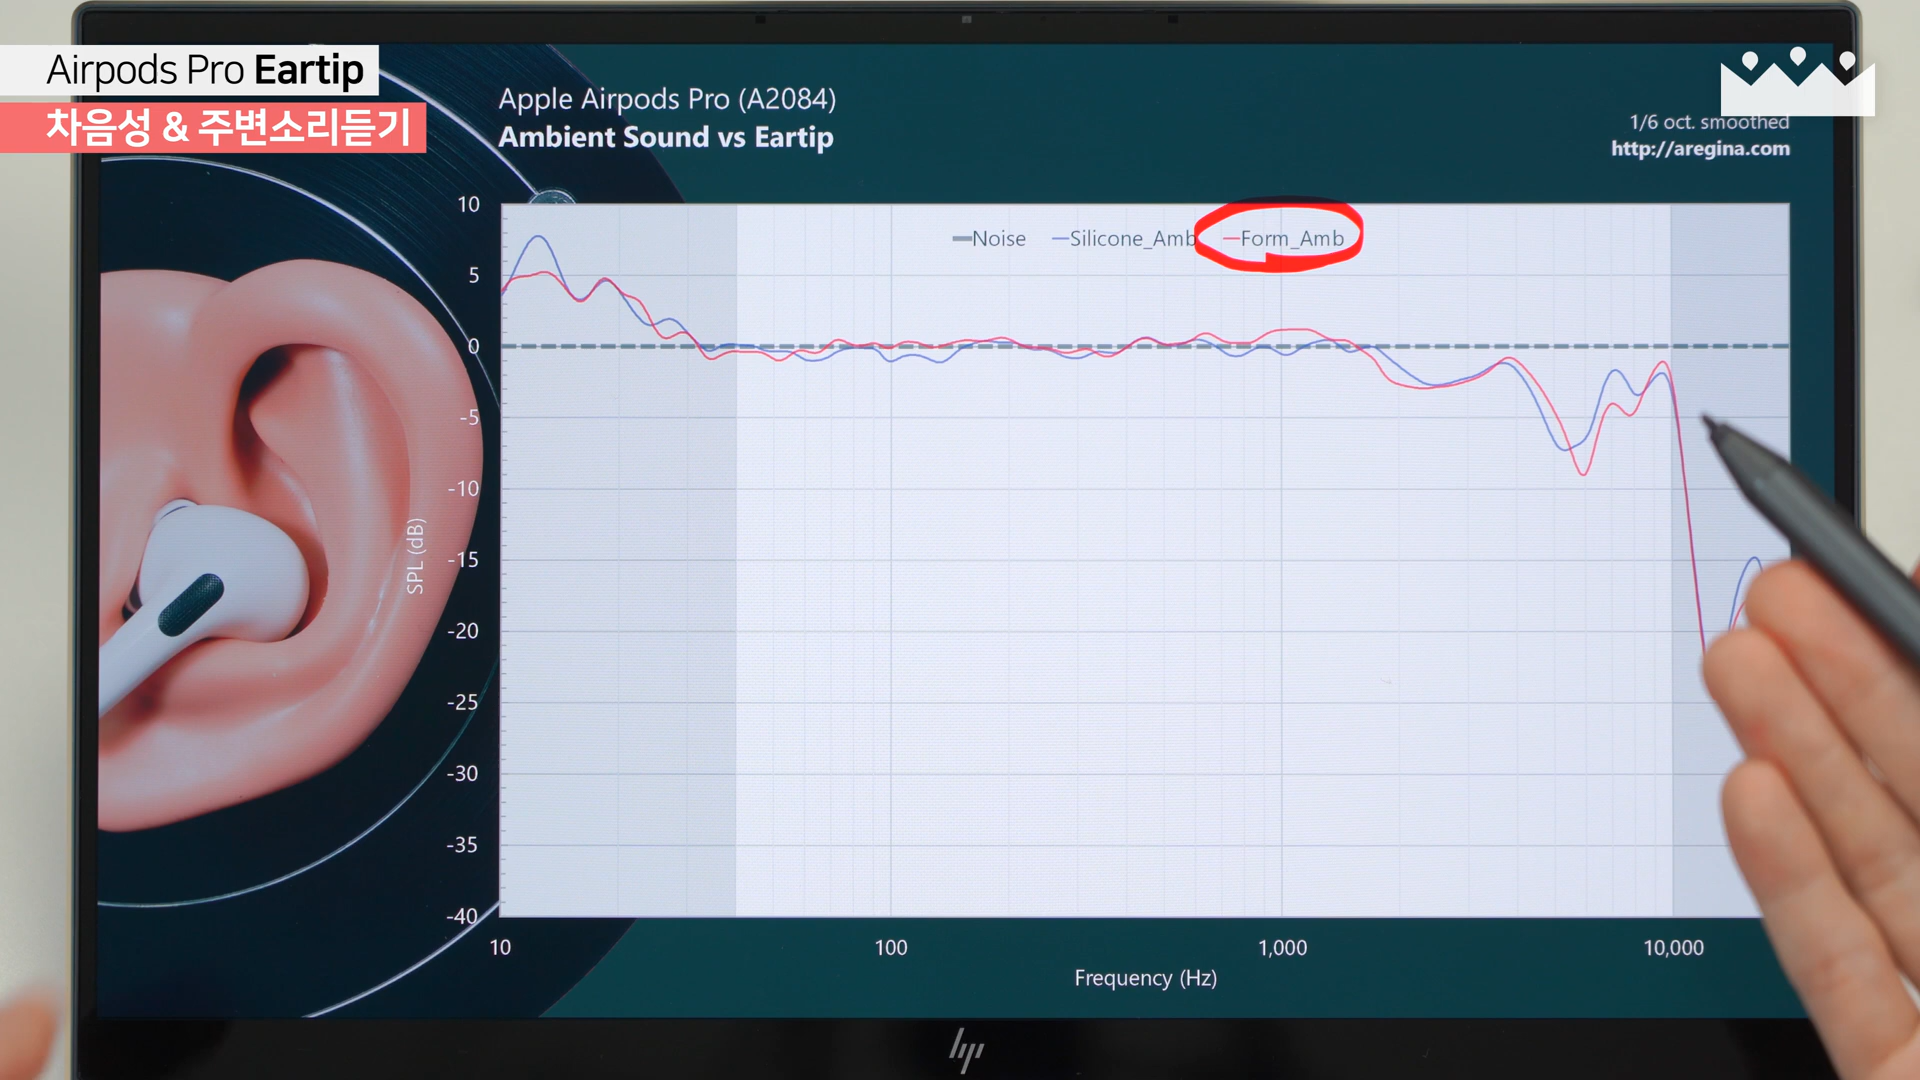 Airpods Pro Eartip
차음성 & 주변소리듣기
Apple Airpods Pro (A2084)
Ambient Sound vs Eartip
1/6 oct. smoothed
http://aregina.com
Noise Silicone_Amb Form_Amb
10
5
0
-5
-10
-15
-20
-25
-30
-35
-40
SPL (dB)
10 100 1,000 10,000
Frequency (Hz)
hp